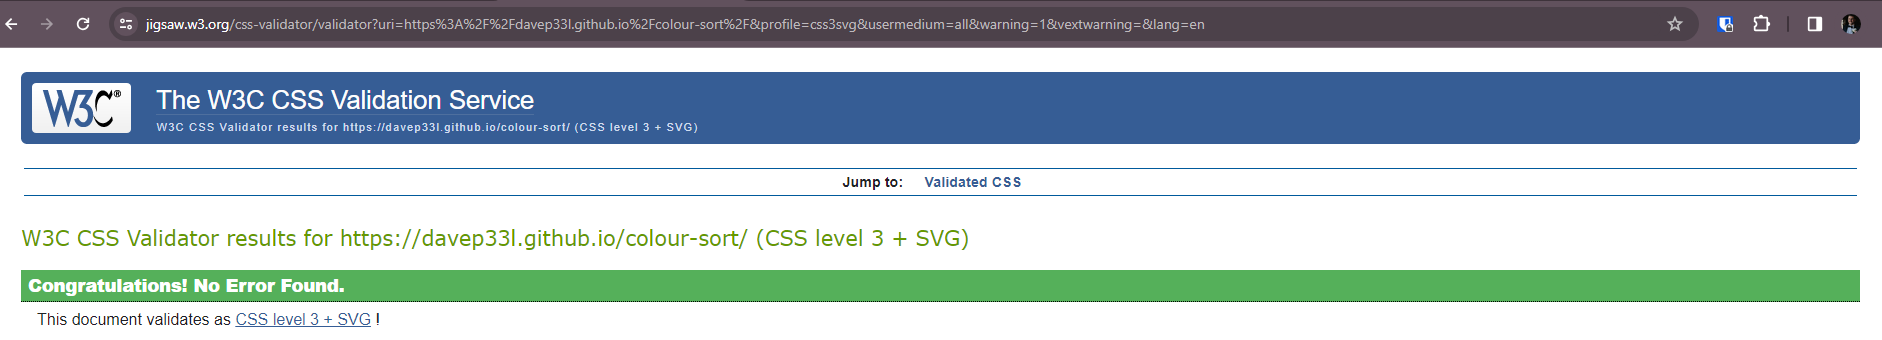 jigsaw.w3.org/css-validator/validator?uri=https%3A%2F%2Fdavep33l.github.io%2Fcolour-sort%2F&profile=css3svg&usermedium=all&warning=1&vextwarning=&lang=en
W3C®
The W3C CSS Validation Service
W3C CSS Validator results for https://davep33l.github.io/colour-sort/ (CSS level 3 + SVG)
Jump to: Validated CSS
W3C CSS Validator results for https://davep33l.github.io/colour-sort/ (CSS level 3 + SVG)
Congratulations! No Error Found.
This document validates as CSS level 3 + SVG !